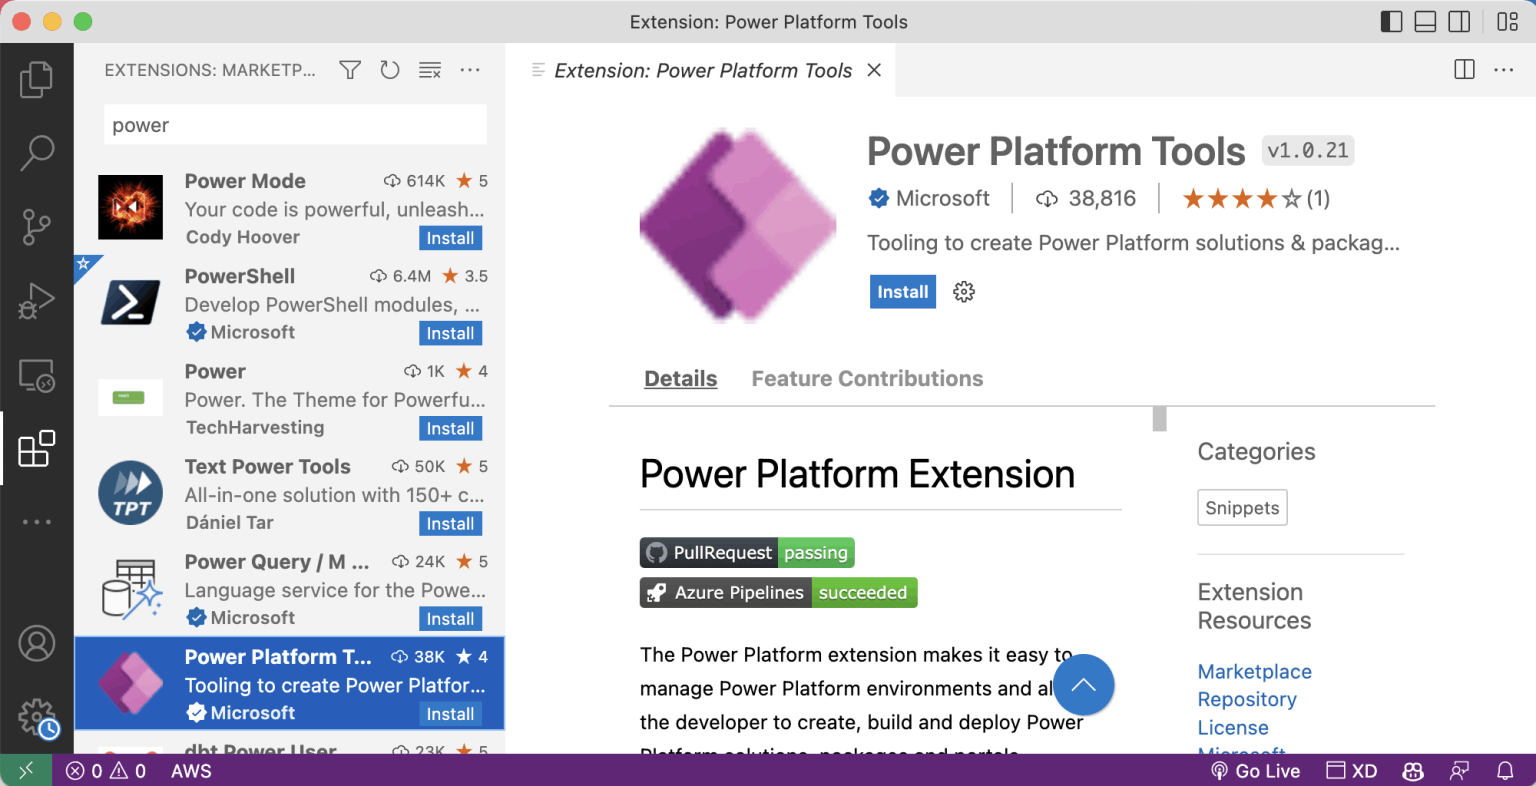 Extension: Power Platform Tools
EXTENSIONS: MARKETP...
power
Power Mode 614K 5
Your code is powerful, unleash...
Cody Hoover Install
PowerShell 6.4M 3.5
Develop PowerShell modules, ...
Microsoft Install
Power 1K 4
Power. The Theme for Powerfu...
TechHarvesting Install
Text Power Tools 50K 5
All-in-one solution with 150+ c...
Dániel Tar Install
TPT
Power Query / M ... 24K 5
Language service for the Powe...
Microsoft Install
Power Platform T... 38K 4
Tooling to create Power Platfor...
Microsoft Install
dbt Power User 23K 5
Extension: Power Platform Tools
Power Platform Tools v1.0.21
Microsoft 38,816 (1)
Tooling to create Power Platform solutions & packag...
Install
Details Feature Contributions
Power Platform Extension
PullRequest passing
Azure Pipelines succeeded
The Power Platform extension makes it easy to
manage Power Platform environments and al
the developer to create, build and deploy Power
Platform solutions, packages and portals
Categories
Snippets
Extension
Resources
Marketplace
Repository
License
Microsoft
0 0 AWS
Go Live XD